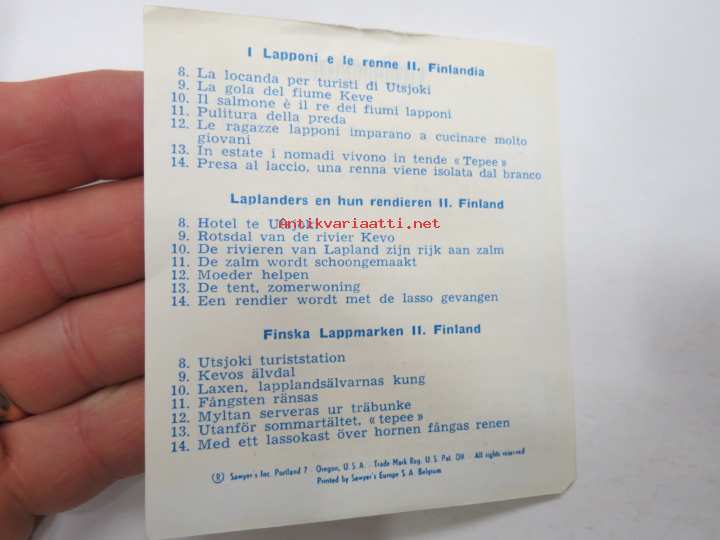 I Lapponi e le renne II. Finlandia
8. La locanda per turisti di Utsjoki
9. La gola del fiume Keve
10. Il salmone è il re dei fiumi lapponi
11. Pulitura della preda
12. Le ragazze lapponi imparano a cucinare molto
giovani
13. In estate i nomadi vivono in tende « Tepee »
14. Presa al laccio, una renna viene isolata dal branco
Laplanders en hun rendieren II. Finland
8. Hotel te
Antikvariaatti.net
9. Rotsdal van de rivier Kevo
10. De rivieren van Lapland zijn rijk aan zalm
11. De zalm wordt schoongemaakt
12. Moeder helpen
13. De tent, zomerwoning
14. Een rendier wordt met de lasso gevangen
Finska Lappmarken II. Finland
8. Utsjoki turiststation
9. Kevos älvdal
10. Laxen, lapplandsälvarnas kung
11. Fångsten ränsas
12. Myltan serveras ur träbunke
13. Utanför sommartältet, « tepee »
14. Med ett lassokast över hornen fångas renen
® Sawyer's Inc. Portland 7 Oregon, U.S.A. - Trade Mark Reg. U.S. Pat. Off. - All rights reserved
Printed by Sawyer's Europe S.A. Belgium